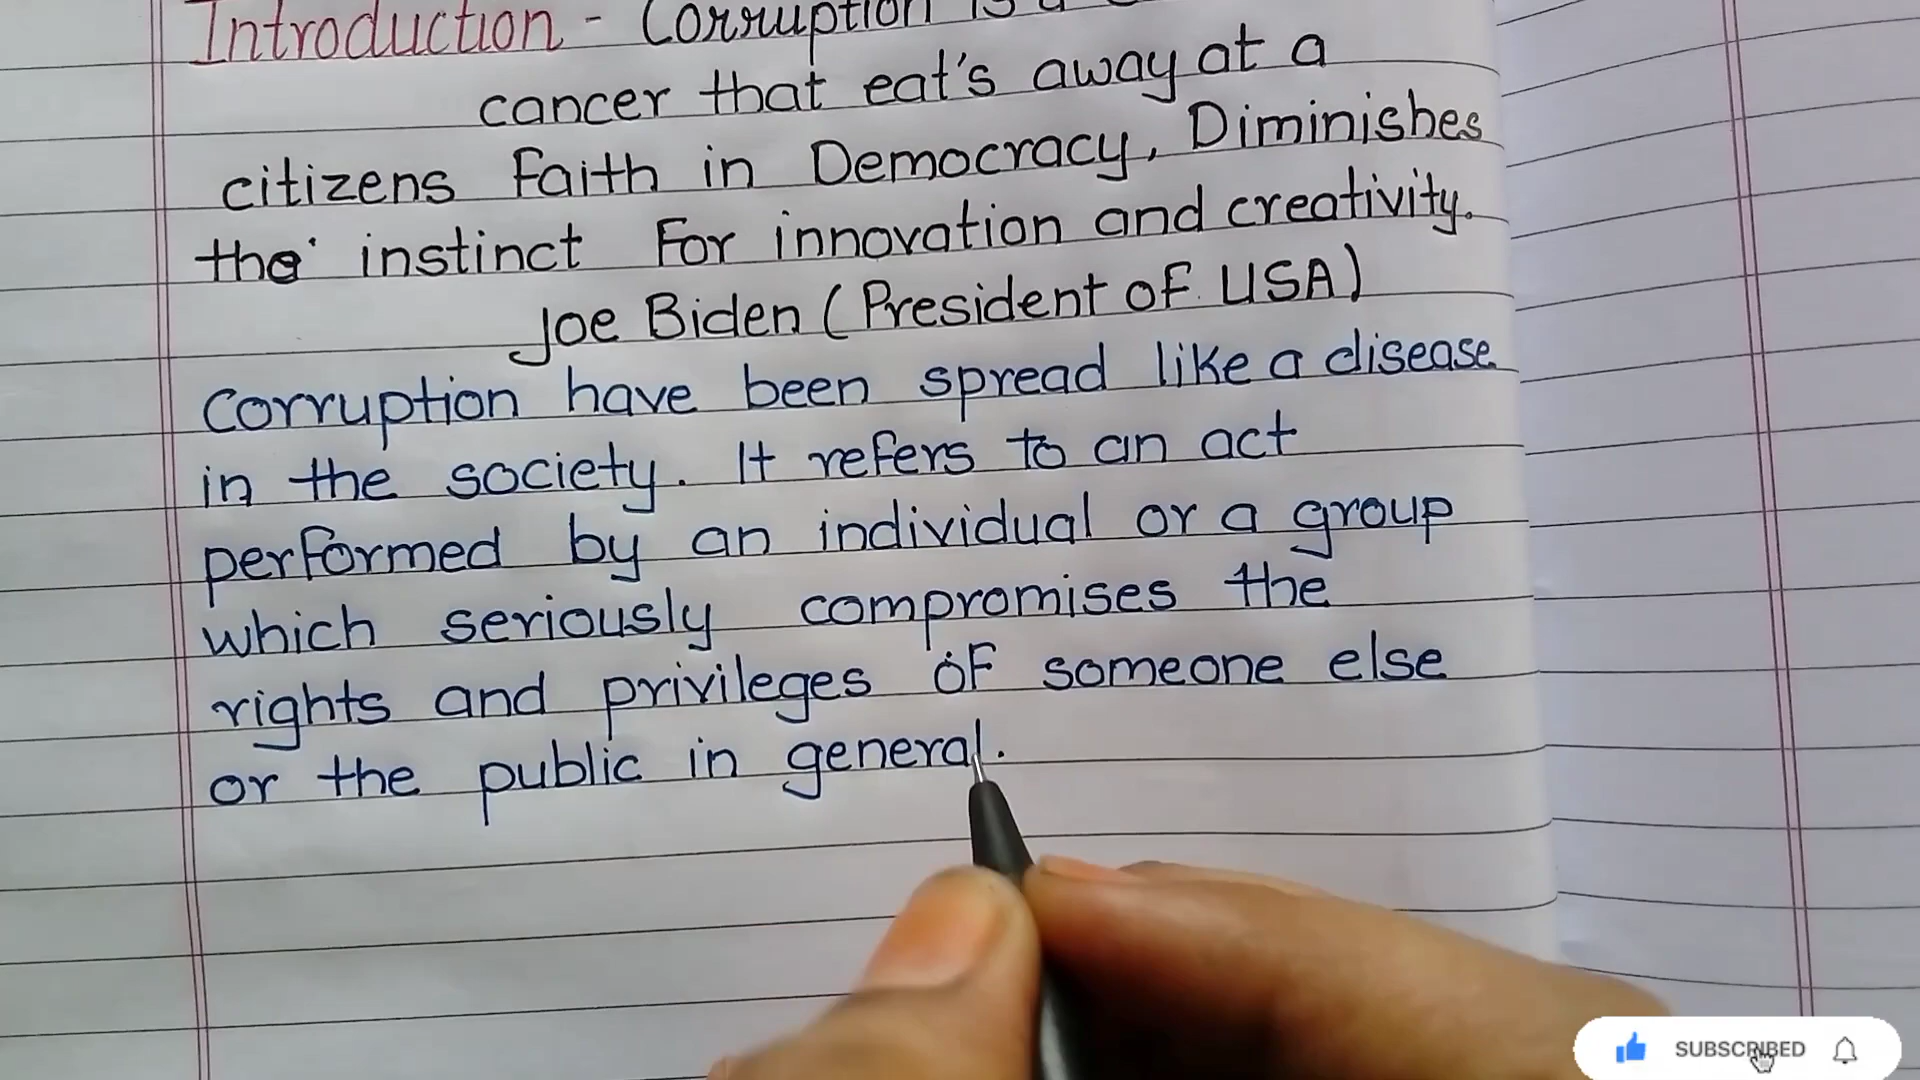 Introduction - Corruption is a
cancer that eat's away at a
citizens Faith in Democracy, Diminishes
the instinct For innovation and creativity.
Joe Biden (President of USA)
Corruption have been spread like a disease
in the society. It refers to an act
performed by an individual or a group
which seriously compromises the
rights and privileges of someone else
or the public in general.
SUBSCRIBED